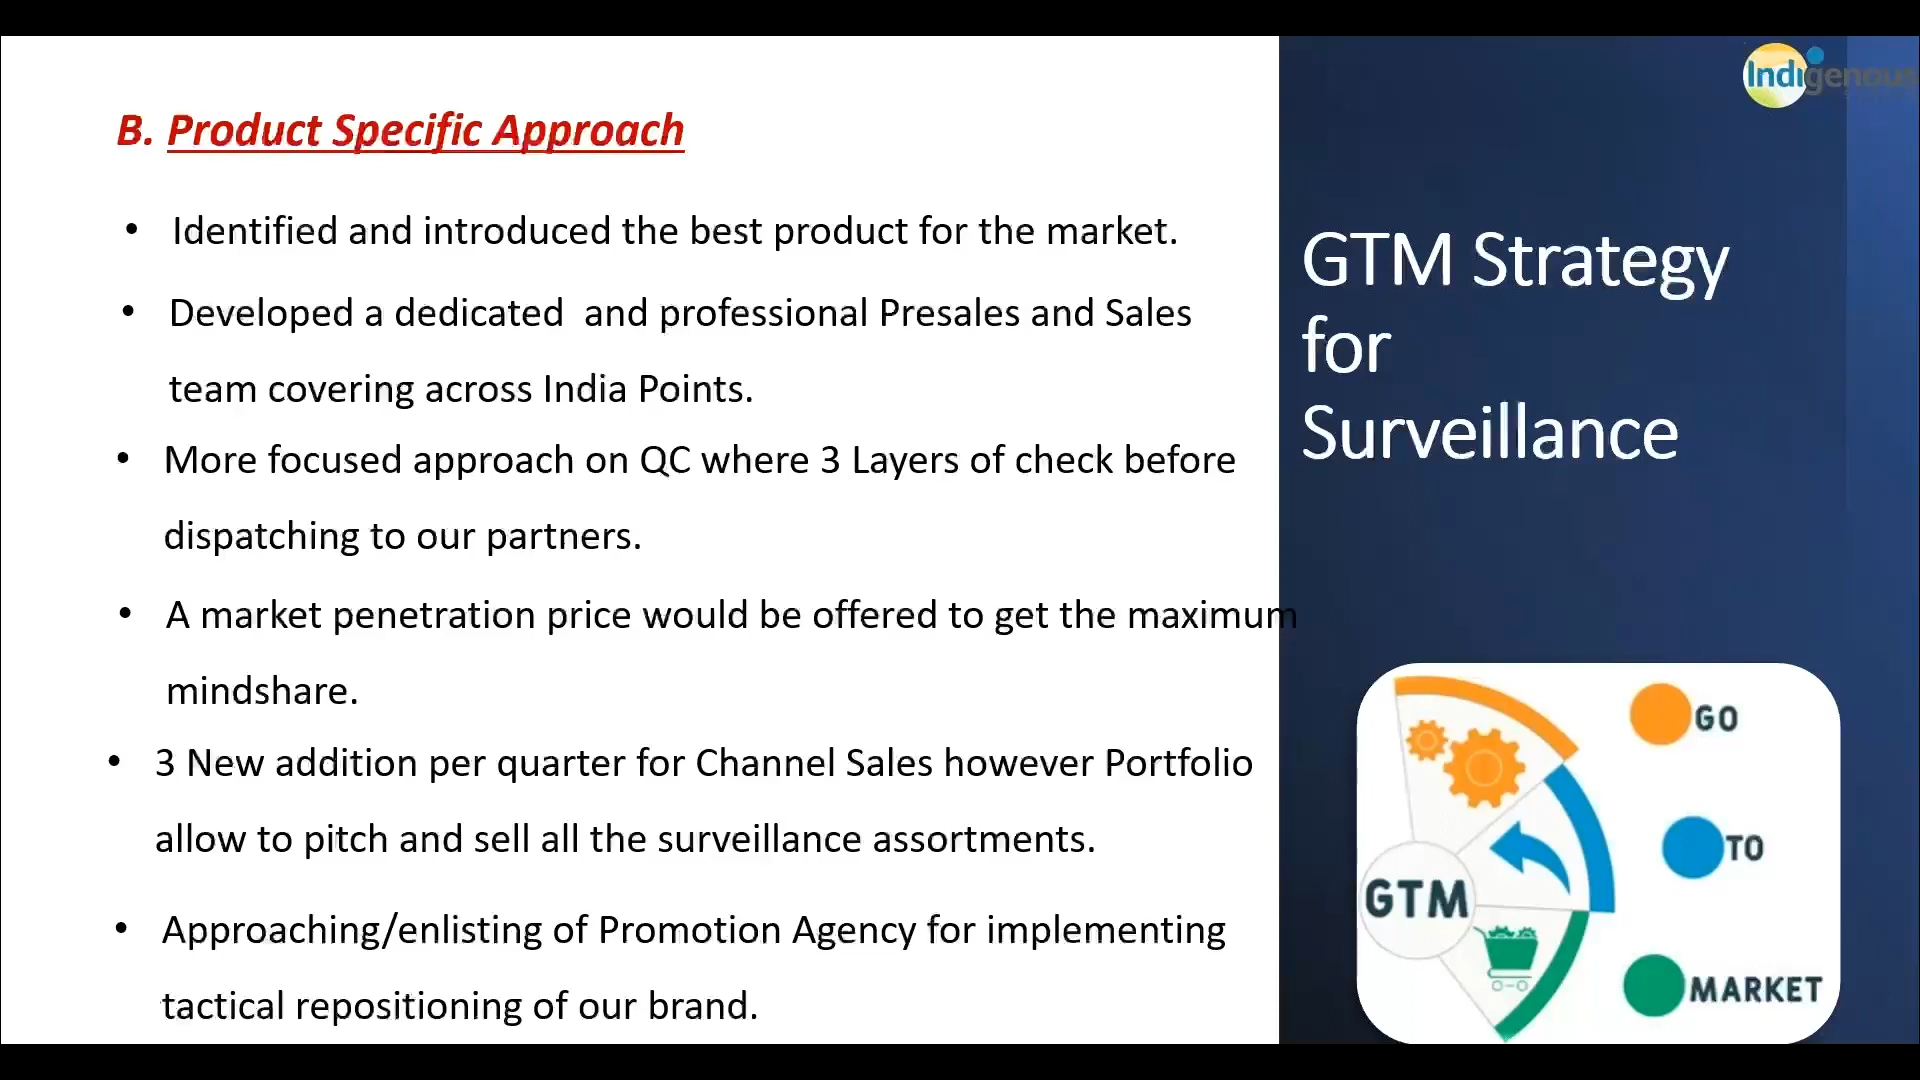 Indigenous
B. Product Specific Approach
• Identified and introduced the best product for the market.
• Developed a dedicated  and professional Presales and Sales
team covering across India Points.
• More focused approach on QC where 3 Layers of check before
dispatching to our partners.
• A market penetration price would be offered to get the maximum
mindshare.
• 3 New addition per quarter for Channel Sales however Portfolio
allow to pitch and sell all the surveillance assortments.
• Approaching/enlisting of Promotion Agency for implementing
tactical repositioning of our brand.
GTM Strategy
for
Surveillance
GO
TO
GTM
MARKET